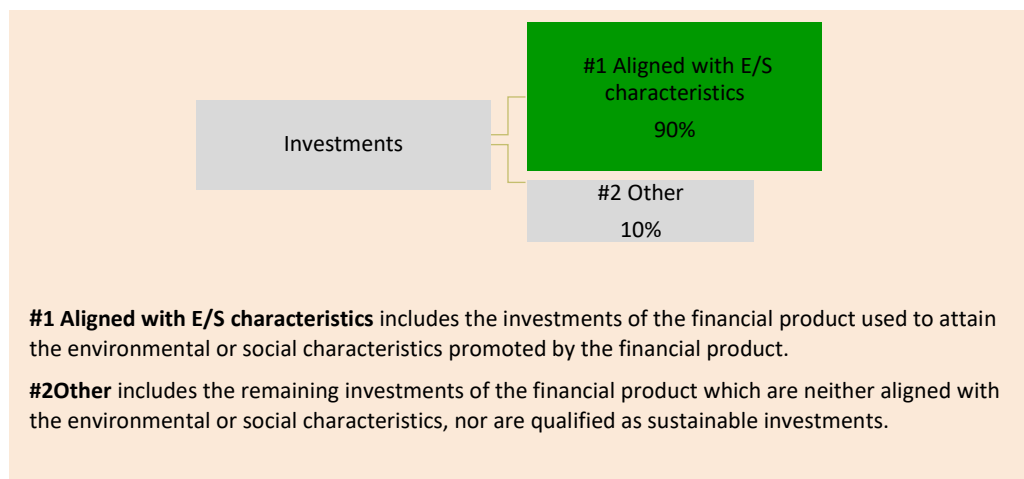 #1 Aligned with E/S
characteristics
90%
Investments
#2 Other
10%
#1 Aligned with E/S characteristics includes the investments of the financial product used to attain
the environmental or social characteristics promoted by the financial product.
#2Other includes the remaining investments of the financial product which are neither aligned with
the environmental or social characteristics, nor are qualified as sustainable investments.